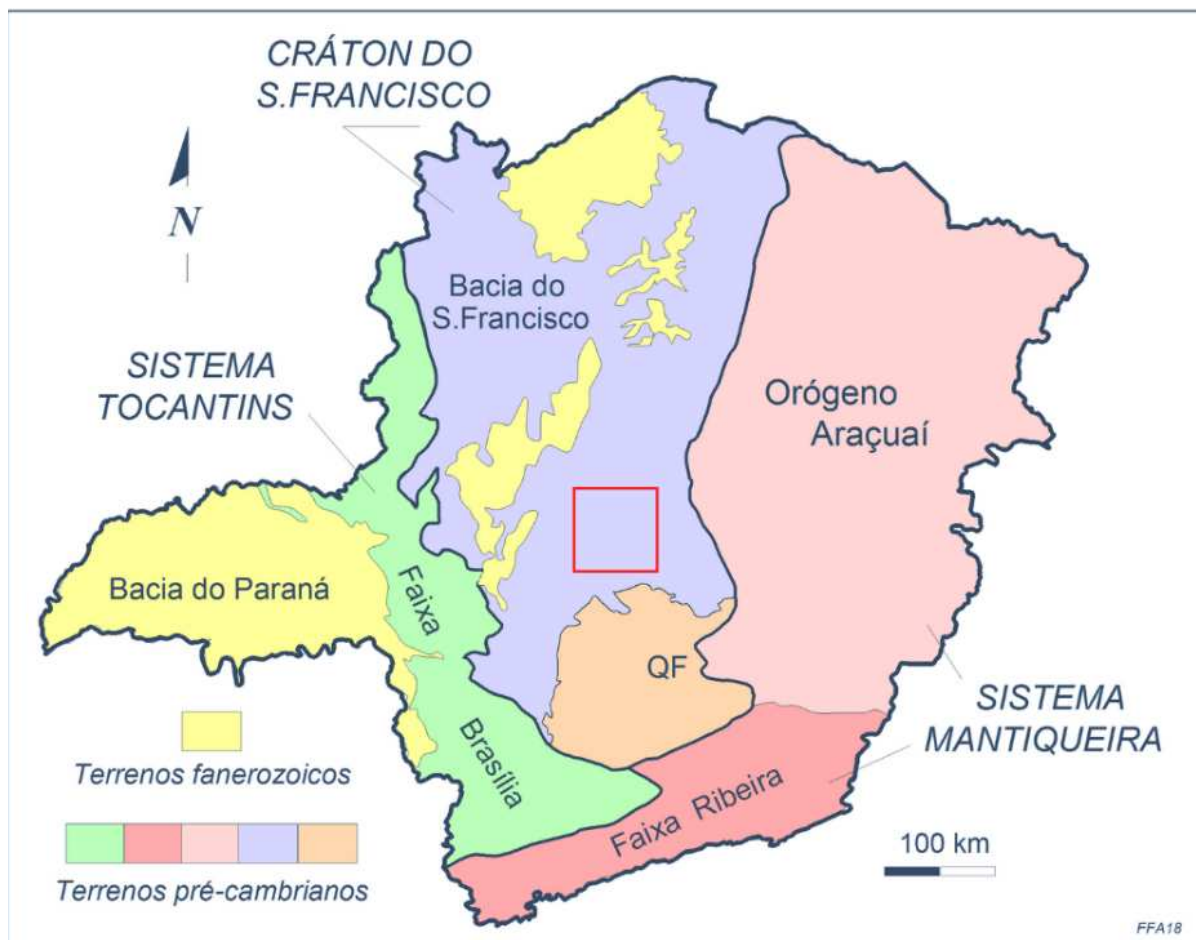 CRÁTON DO
S.FRANCISCO
N
Bacia do
S.Francisco
SISTEMA
TOCANTINS
Orógeno
Araçuaí
Bacia do Paraná
Faixa
QF
SISTEMA
MANTIQUEIRA
Brasília
Terrenos fanerozoicos
Faixa Ribeira
100 km
Terrenos pré-cambrianos
FFA18